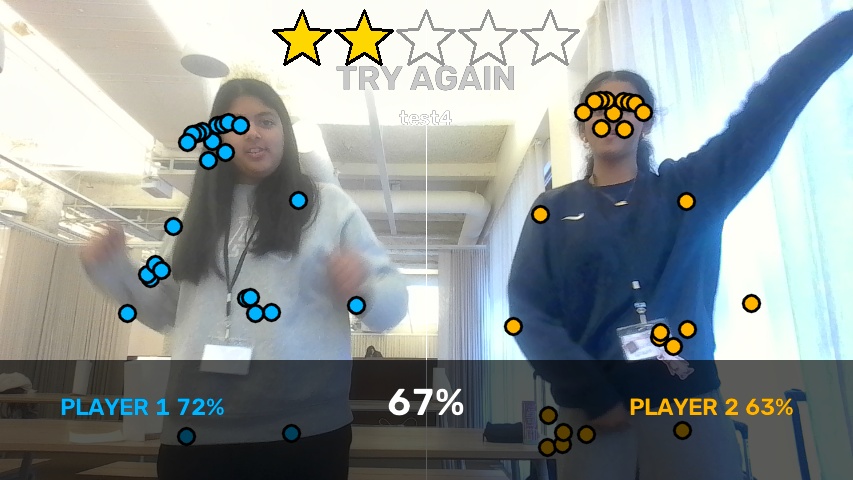 TRY AGAIN
test4
PLAYER 1 72%
67%
PLAYER 2 63%